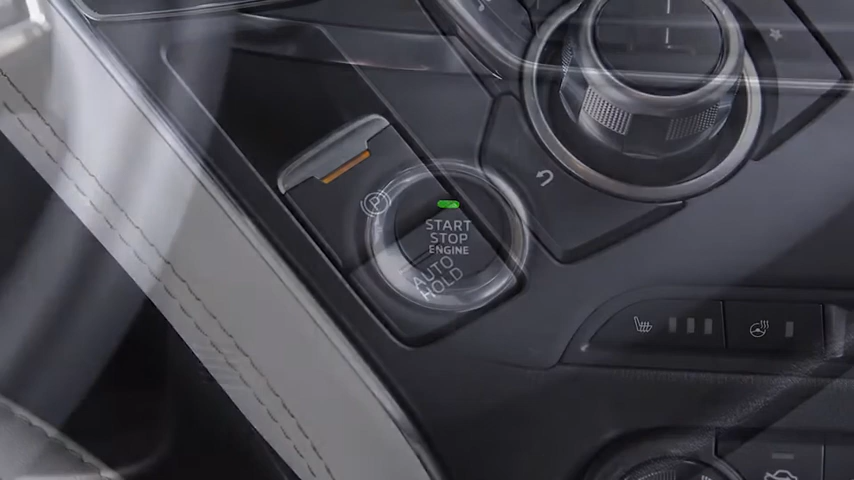 P
START
STOP
ENGINE
AUTO
HOLD